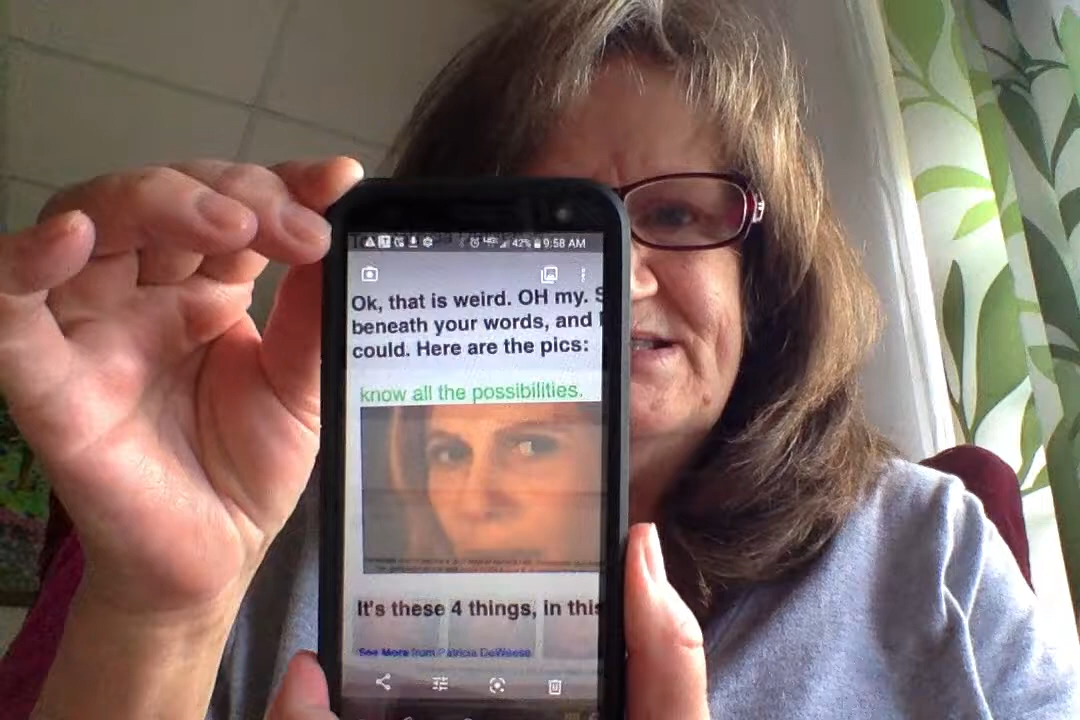 42% 9:58 AM
Ok, that is weird. OH my. S
beneath your words, and
could. Here are the pics:
know all the possibilities.
It's these 4 things, in this
See More from Patricia DeWeese